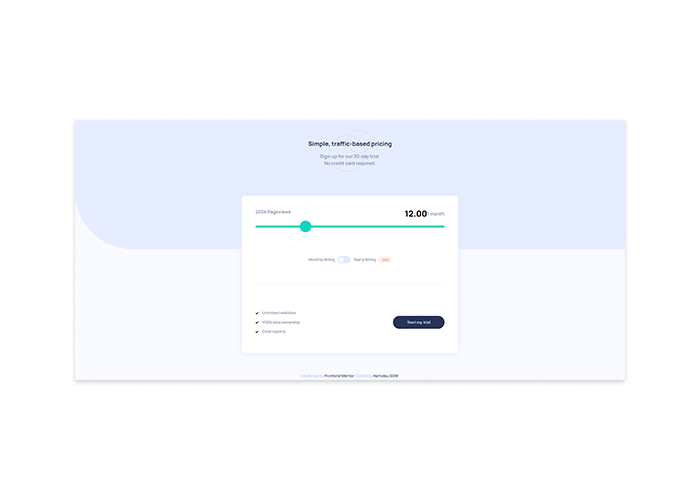 Simple, traffic-based pricing
Sign-up for our 30-day trial.
No credit card required.
200k Pageviews
12.00 / month
Monthly Billing
Yearly Billing
Unlimited websites
100% data ownership
Email reports
Start my trial
Challenge by Frontend Mentor. Coded by Hamidou SOW